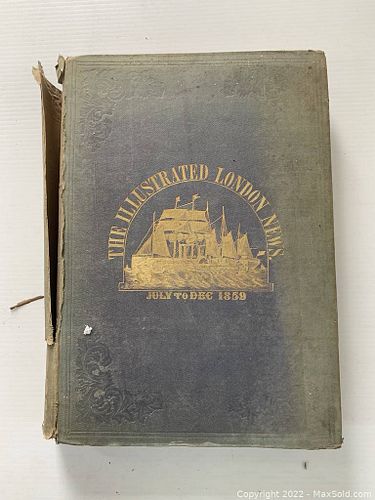 THE ILLUSTRATED LONDON NEWS
JULY TO DEC 1859
Copyright © 2022 - MaxSold.com